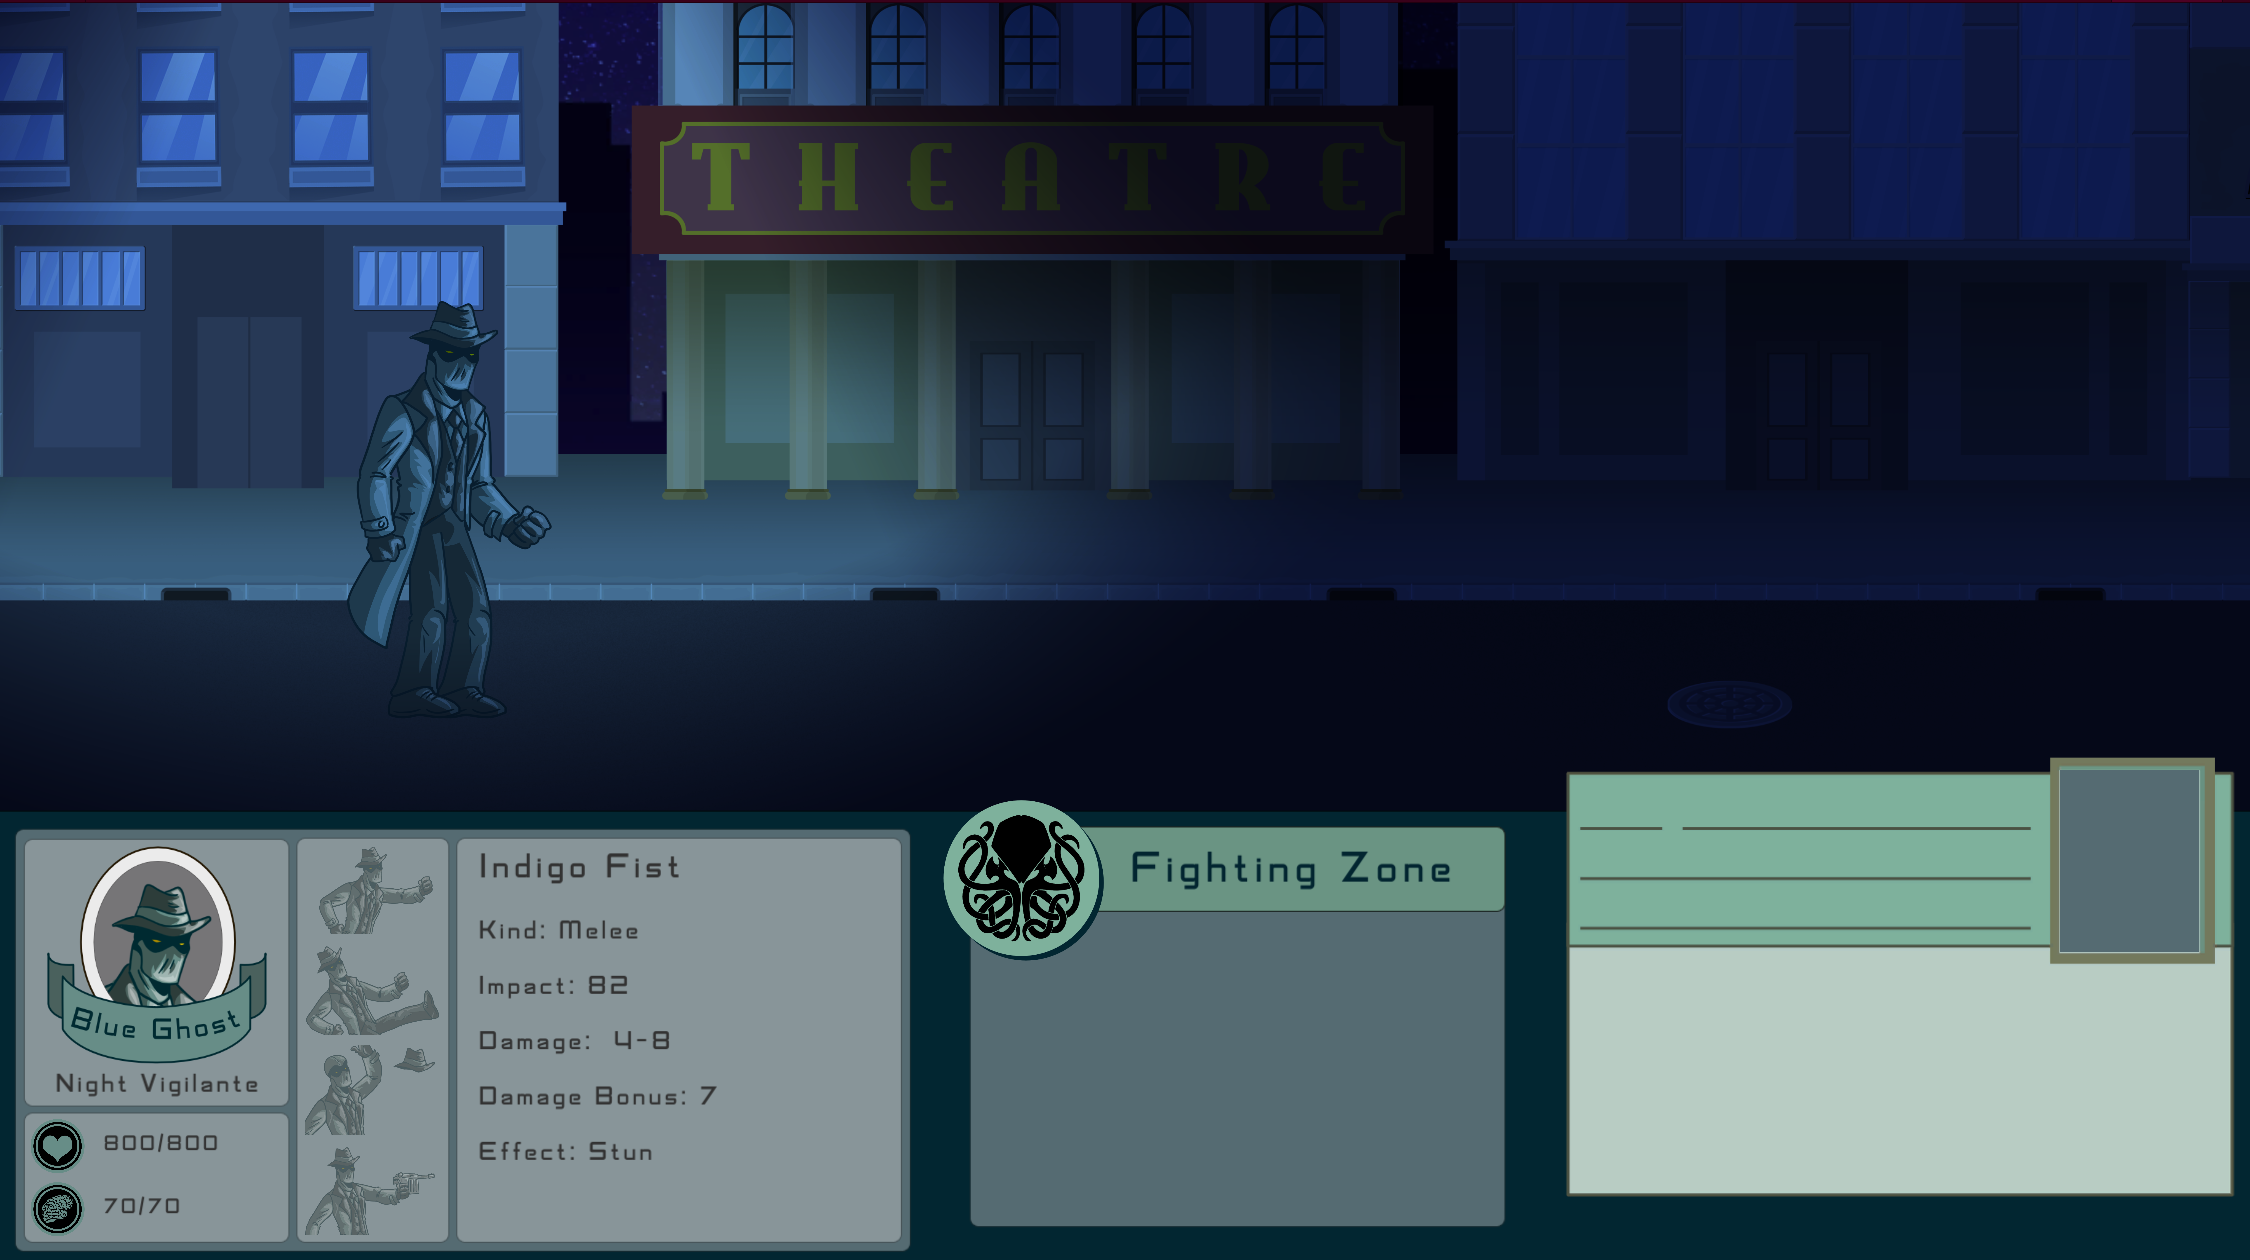 THEATRE
Blue Ghost
Night Vigilante
800/800
70/70
Indigo Fist
Kind: Melee
Impact: 82
Damage: 4-8
Damage Bonus: 7
Effect: Stun
Fighting Zone